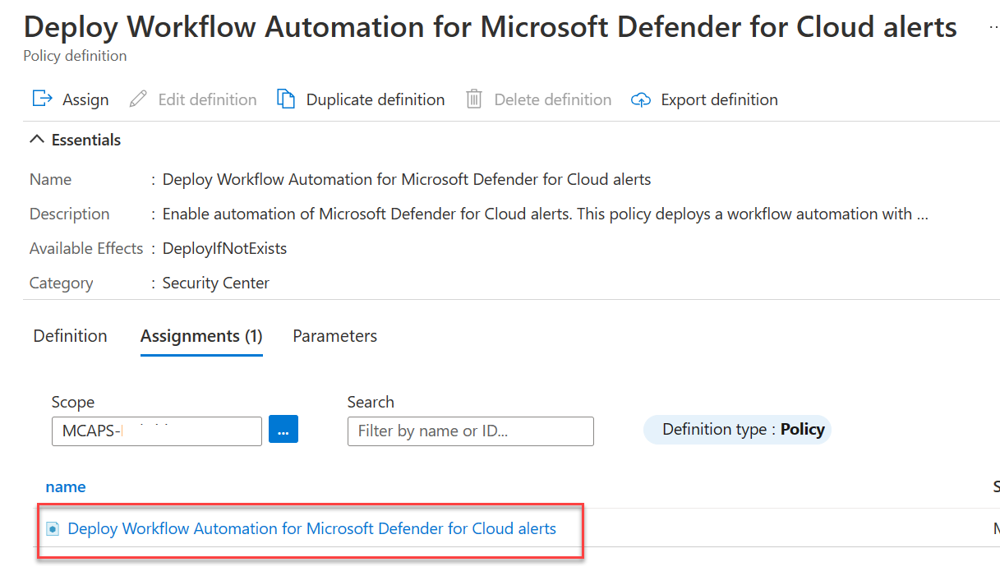 Deploy Workflow Automation for Microsoft Defender for Cloud alerts ..
Policy definition
Assign Edit definition Duplicate definition Delete definition Export definition
Essentials
Name : Deploy Workflow Automation for Microsoft Defender for Cloud alerts
Description : Enable automation of Microsoft Defender for Cloud alerts. This policy deploys a workflow automation with ...
Available Effects : DeployIfNotExists
Category : Security Center
Definition Assignments (1) Parameters
Scope Search
MCAPS- ... Filter by name or ID... Definition type : Policy
name S
Deploy Workflow Automation for Microsoft Defender for Cloud alerts